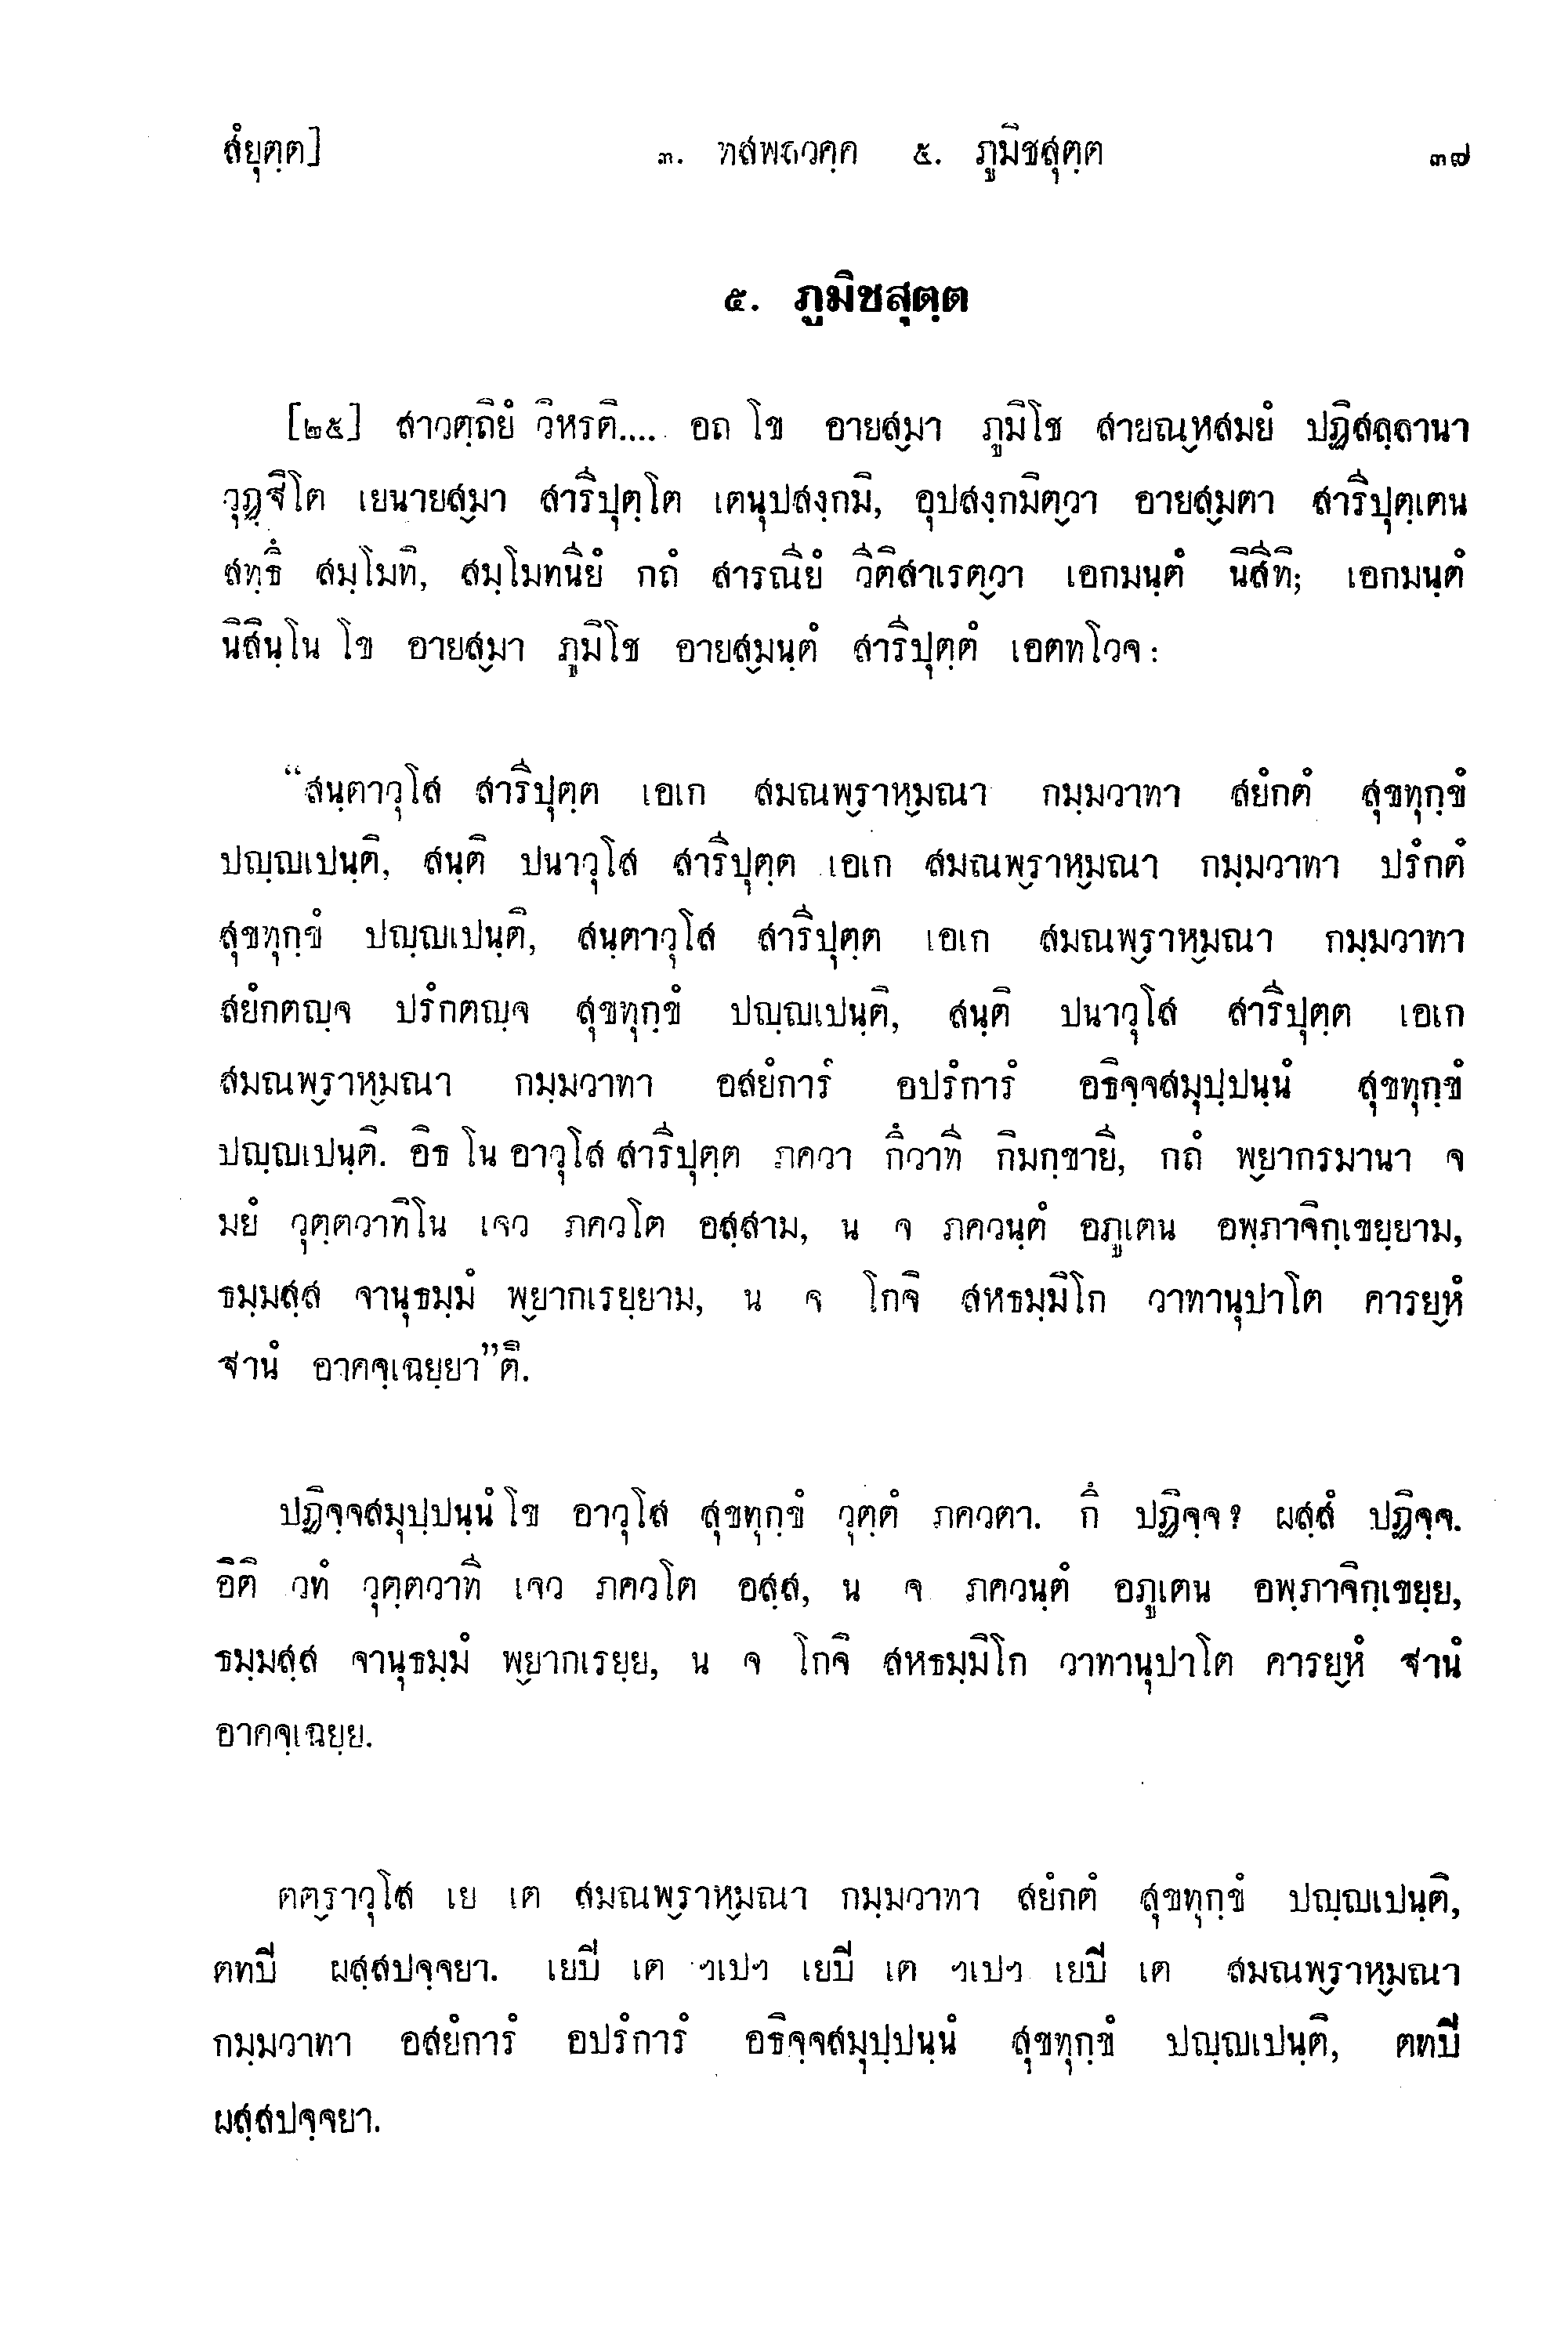 สํยุตฺต]	๓. ทสพลวคฺค ๕. ภูมิชสุตฺต	๓๗
๕. ภูมิชสุตฺต
[๒๕] สาวตฺถิยํ วิหรติ.... อถ โข อายสฺมา ภูมิโช สายณฺหสมยํ ปฏิสลฺลานา
วุฏฺฐิโต เยนายสฺมา สาริปุตฺโต เตนุปสงฺกมิ, อุปสงฺกมิตฺวา อายสฺมตา สาริปุตฺเตน
สทฺธึ สมฺโมทิ, สมฺโมทนียํ กถํ สารณียํ วีติสาเรตฺวา เอกมนฺตํ นิสีทิ; เอกมนฺตํ
นิสินฺโน โข อายสฺมา ภูมิโช อายสฺมนฺตํ สาริปุตฺตํ เอตทโวจ :
“สนฺตาวุโส สาริปุตฺต เอเก สมณพฺราหฺมณา กมฺมวาทา สยํกตํ สุขทุกฺขํ
ปญฺญเปนฺติ, สนฺติ ปนาวุโส สาริปุตฺต เอเก สมณพฺราหฺมณา กมฺมวาทา ปรํกตํ
สุขทุกฺขํ ปญฺญเปนฺติ, สนฺตาวุโส สาริปุตฺต เอเก สมณพฺราหฺมณา กมฺมวาทา
สยํกตญฺจ ปรํกตญฺจ สุขทุกฺขํ ปญฺญเปนฺติ, สนฺติ ปนาวุโส สาริปุตฺต เอเก
สมณพฺราหฺมณา กมฺมวาทา อสยํการํ อปรํการํ อธิจฺจสมุปฺปนฺนํ สุขทุกฺขํ
ปญฺญเปนฺติ. อิธ โน อาวุโส สาริปุตฺต ภควา กึวาที กิมกฺขายี, กถํ พฺยากรมานา จ
มยํ วุตฺตวาทิโน เจว ภควโต อสฺสาม, น จ ภควนฺตํ อภูเตน อพฺภาจิกฺเขยฺยาม,
ธมฺมสฺส จานุธมฺมํ พฺยากเรยฺยาม, น จ โกจิ สหธมฺมิโก วาทานุปาโต คารยฺหํ
ฐานํ อาคจฺเฉยฺยา”ติ.
ปฏิจฺจสมุปฺปนฺนํ โข อาวุโส สุขทุกฺขํ วุตฺตํ ภควตา. กึ ปฏิจฺจ? ผสฺสํ ปฏิจฺจ.
อิติ วทํ วุตฺตวาที เจว ภควโต อสฺส, น จ ภควนฺตํ อภูเตน อพฺภาจิกฺเขยฺย,
ธมฺมสฺส จานุธมฺมํ พฺยากเรยฺย, น จ โกจิ สหธมฺมิโก วาทานุปาโต คารยฺหํ ฐานํ
อาคจฺเฉยฺย.
ตตฺราวุโส เย เต สมณพฺราหฺมณา กมฺมวาทา สยํกตํ สุขทุกฺขํ ปญฺญเปนฺติ,
ตทปิ ผสฺสปจฺจยา. เยปิ เต ฯเปฯ เยปิ เต ฯเปฯ เยปิ เต สมณพฺราหฺมณา
กมฺมวาทา อสยํการํ อปรํการํ อธิจฺจสมุปฺปนฺนํ สุขทุกฺขํ ปญฺญเปนฺติ, ตทปิ
ผสฺสปจฺจยา.